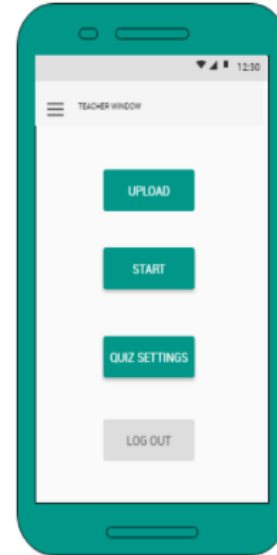 12:30
TEACHER WINDOW
UPLOAD
START
QUIZ SETTINGS
LOG OUT